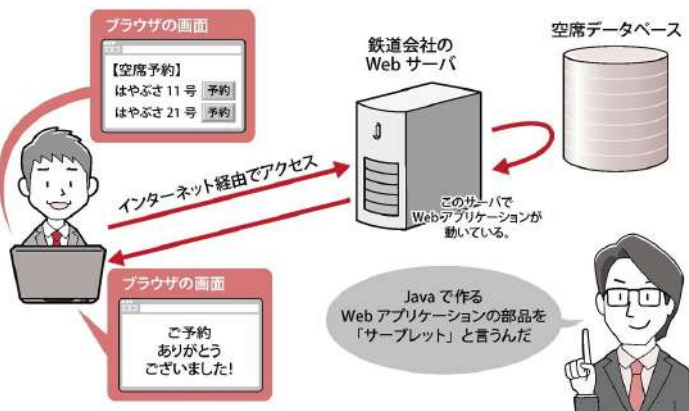 ブラウザの画面
【空席予約】
はやぶさ 11 号 予約
はやぶさ 21 号 予約
鉄道会社の
Web サーバ
空席データベース
インターネット経由でアクセス
このサーバで
Webアプリケーションが
動いている。
ブラウザの画面
ご予約
ありがとう
ございました!
Java で作る
Web アプリケーションの部品を
「サーブレット」と言うんだ